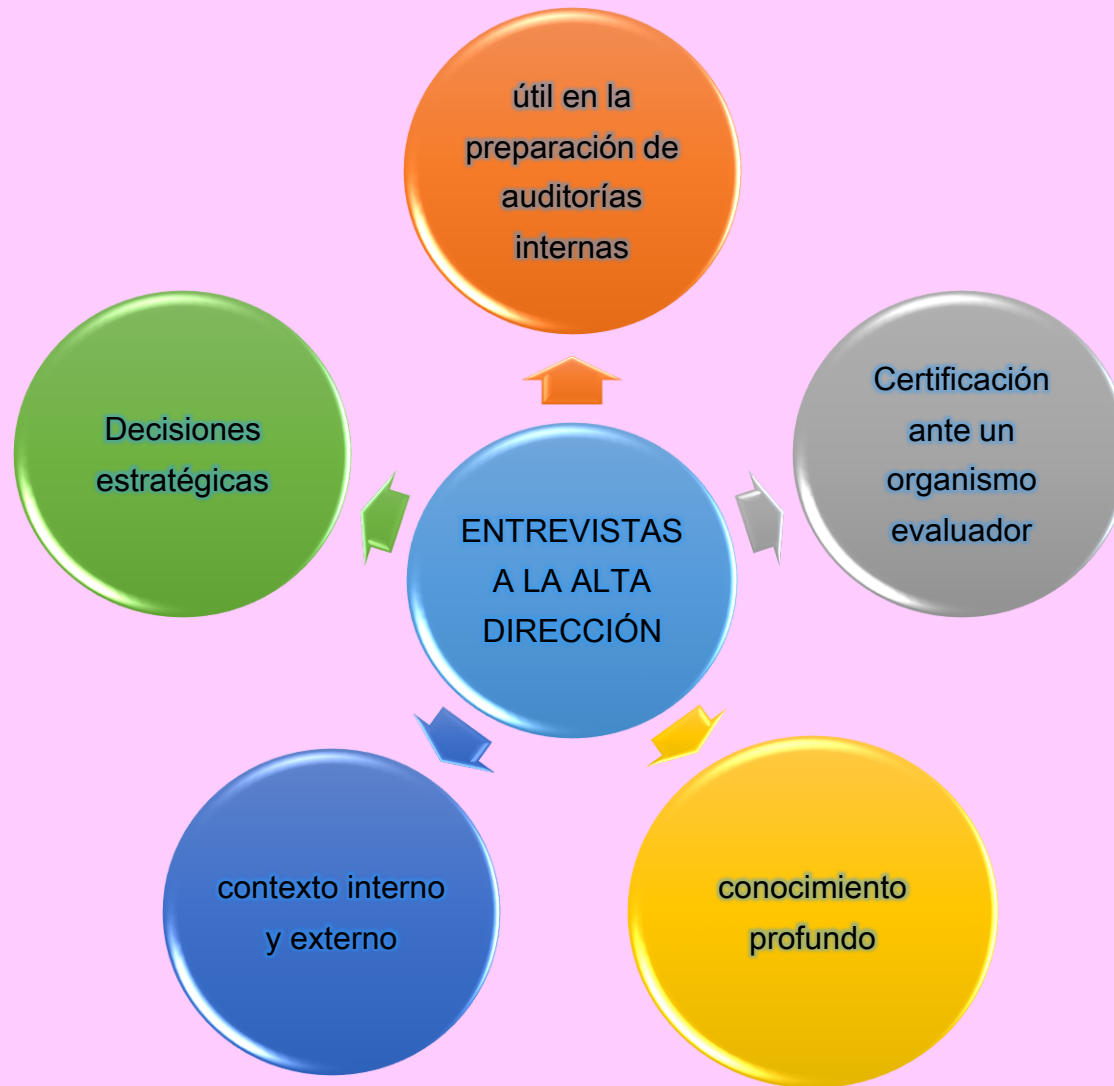 útil en la
preparación de
auditorías
internas
Decisiones
estratégicas
Certificación
ante un
organismo
evaluador
ENTREVISTAS
A LA ALTA
DIRECCIÓN
contexto interno
y externo
conocimiento
profundo